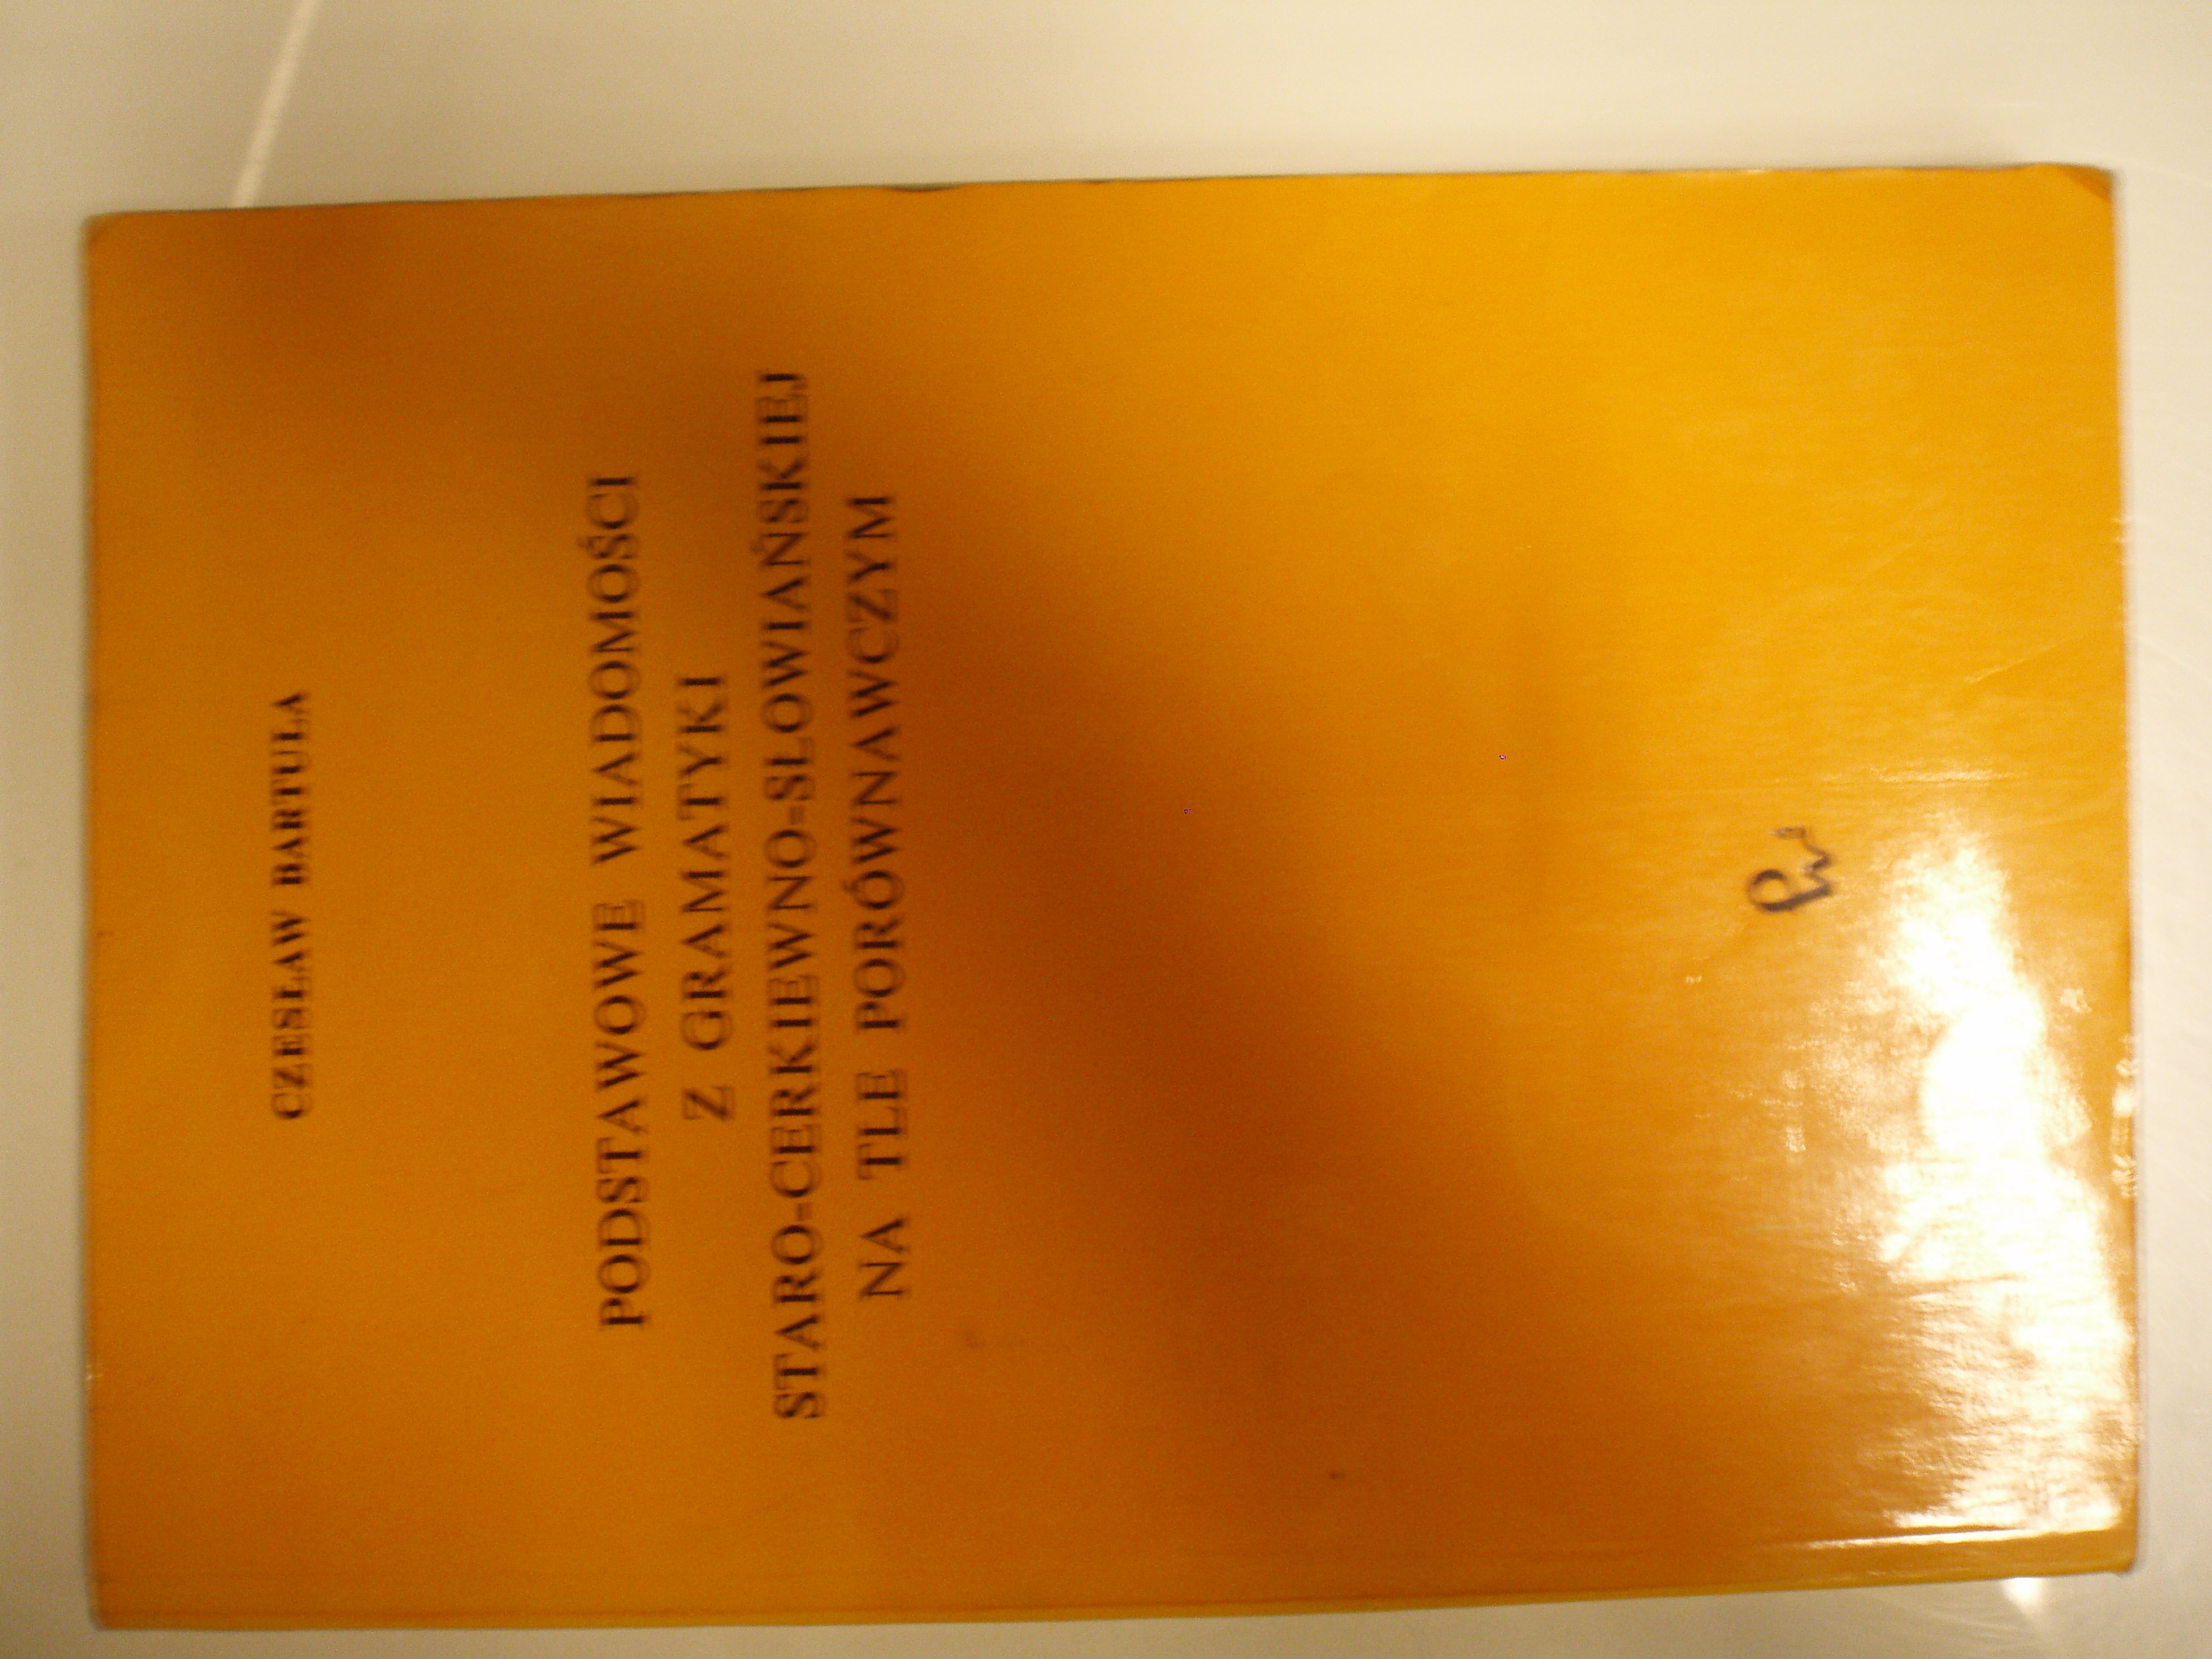 CZESŁAW BARTULA
PODSTAWOWE WIADOMOŚCI
Z GRAMATYKI
STARO-CERKIEWNO-SŁOWIAŃSKIEJ
NA TLE PORÓWNAWCZYM